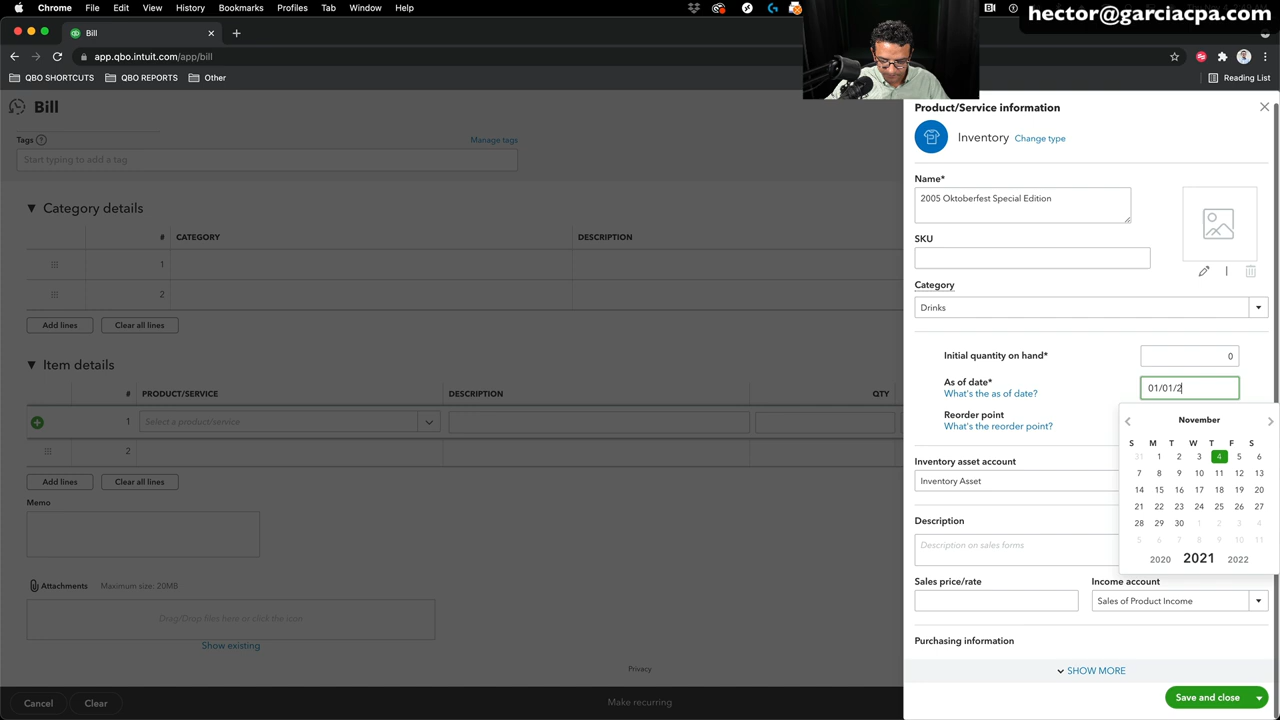 Tools Edit View History Bookmarks Profiles Tab Window Help
hector@garciacpa.com
Bill
app.qbo.intuit.com/app/bill
QBO SHORTCUTS QBO REPORTS Other Reading List
Bill
Tags ? Manage tags
Start typing to add a tag
Category details
# CATEGORY DESCRIPTION
1
2
Add lines Clear all lines
Item details
# PRODUCT/SERVICE DESCRIPTION QTY
1 Select a product/service
2
Add lines Clear all lines
Memo
Attachments Maximum size: 20MB
Drag/Drop files here or click the icon
Show existing
Privacy
Cancel Clear Make recurring
Product/Service information
Inventory Change type
Name*
2005 Oktoberfest Special Edition
SKU
Category
Drinks
Initial quantity on hand* 0
As of date* 01/01/2
What's the as of date?
Reorder point
What's the reorder point?
November
S M T W T F S
31 1 2 3 4 5 6
7 8 9 10 11 12 13
14 15 16 17 18 19 20
21 22 23 24 25 26 27
28 29 30 1 2 3 4
5 6 7 8 9 10 11
2020 2021 2022
Inventory asset account
Inventory Asset
Description
Description on sales forms
Sales price/rate Income account
Sales of Product Income
Purchasing information
SHOW MORE
Save and close